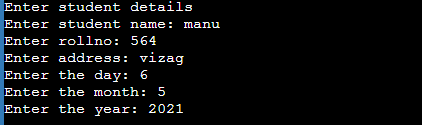 Enter student details
Enter student name: manu
Enter rollno: 564
Enter address: vizag
Enter the day: 6
Enter the month: 5
Enter the year: 2021